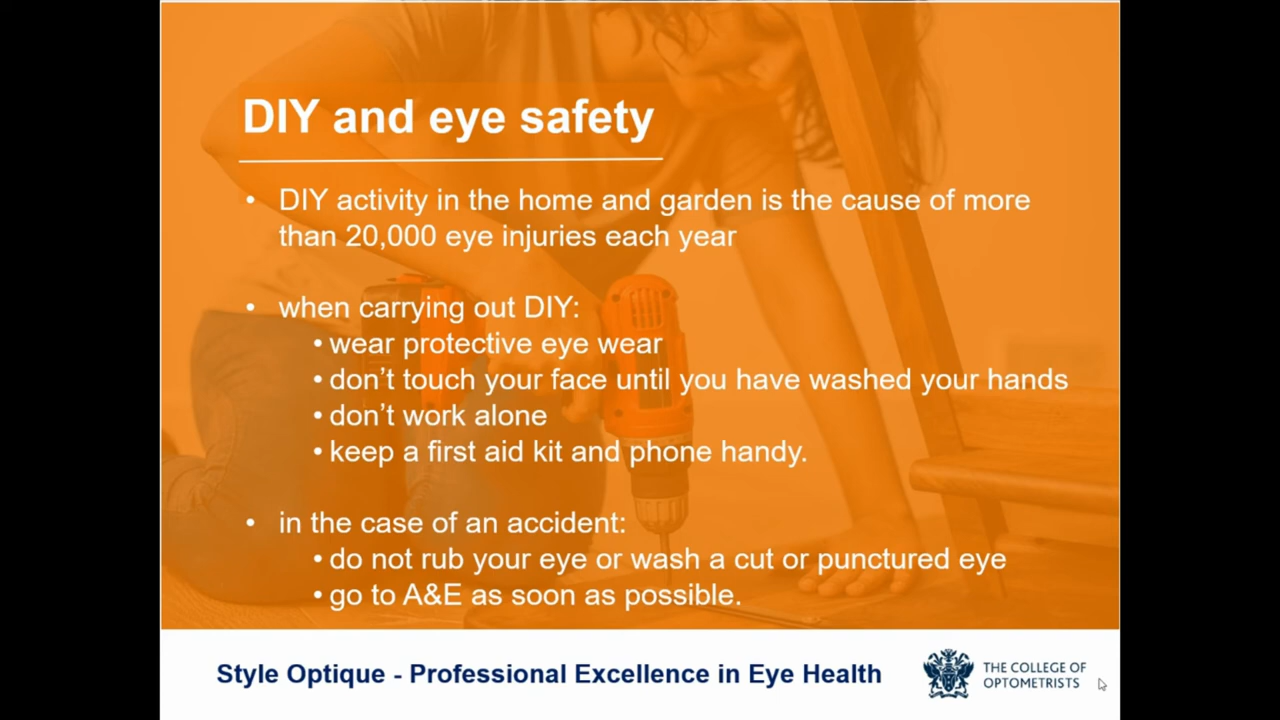 DIY and eye safety
• DIY activity in the home and garden is the cause of more
than 20,000 eye injuries each year
• when carrying out DIY:
• wear protective eye wear
• don’t touch your face until you have washed your hands
• don’t work alone
• keep a first aid kit and phone handy.
• in the case of an accident:
• do not rub your eye or wash a cut or punctured eye
• go to A&E as soon as possible.
Style Optique - Professional Excellence in Eye Health
THE COLLEGE OF
OPTOMETRISTS